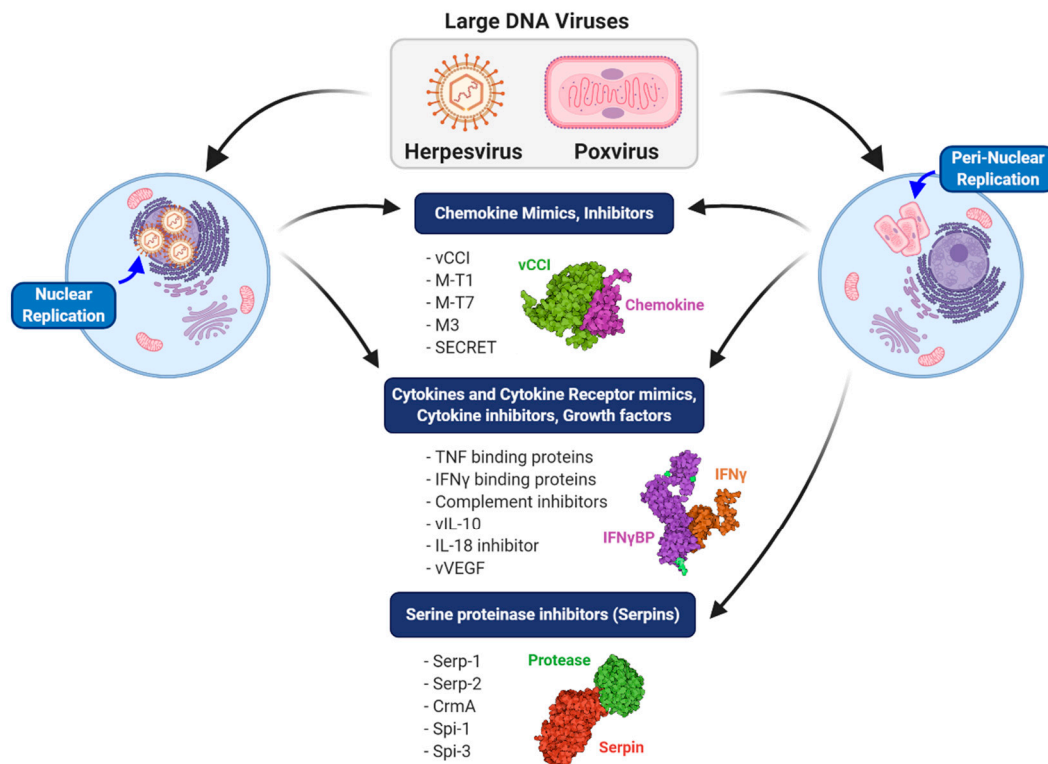 Large DNA Viruses
Herpesvirus
Poxvirus
Peri-Nuclear
Replication
Nuclear
Replication
Chemokine Mimics, Inhibitors
- vCCI
- M-T1
- M-T7
- M3
- SECRET
vCCI
Chemokine
Cytokines and Cytokine Receptor mimics,
Cytokine inhibitors, Growth factors
- TNF binding proteins
- IFNγ binding proteins
- Complement inhibitors
- vIL-10
- IL-18 inhibitor
- vVEGF
IFNγ
IFNγBP
Serine proteinase inhibitors (Serpins)
- Serp-1
- Serp-2
- CrmA
- Spi-1
- Spi-3
Protease
Serpin